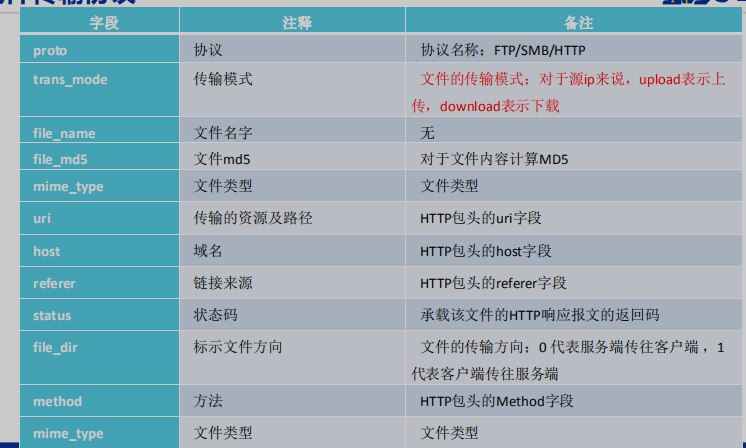 字段 注释 备注
proto 协议 协议名称；FTP/SMB/HTTP
trans_mode 传输模式 文件的传输模式；对于源ip来说，upload表示上
传，download表示下载
file_name 文件名字 无
file_md5 文件md5 对于文件内容计算MD5
mime_type 文件类型 文件类型
uri 传输的资源及路径 HTTP包头的uri字段
host 域名 HTTP包头的host字段
referer 链接来源 HTTP包头的referer字段
status 状态码 承载该文件的HTTP响应报文的返回码
file_dir 标示文件方向 文件的传输方向；0 代表服务端传往客户端 ，1
代表客户端传往服务端
method 方法 HTTP包头的Method字段
mime_type 文件类型 文件类型